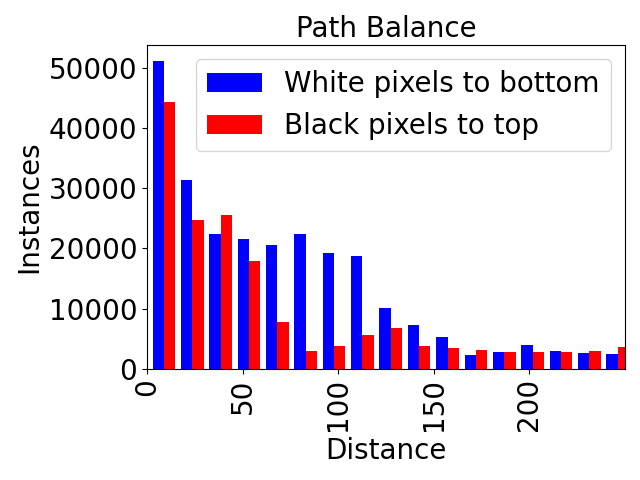 Path Balance
White pixels to bottom
Black pixels to top
Instances
50000
40000
30000
20000
10000
0
0
50
100
150
200
Distance